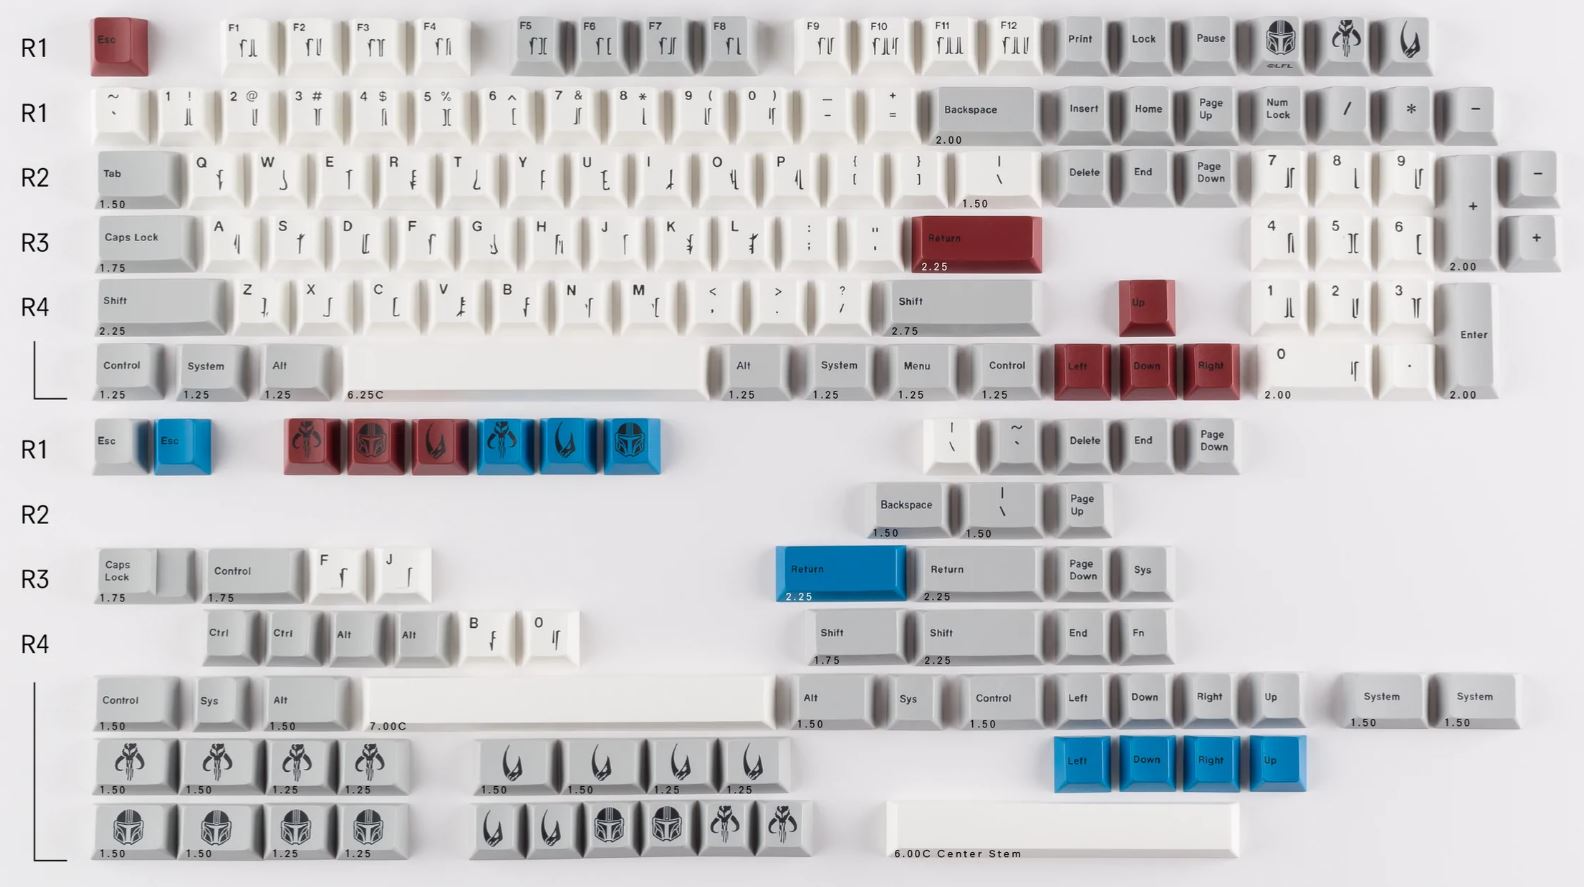 R1 Esc F1 F2 F3 F4 F5 F6 F7 F8 F9 F10 F11 F12 Print Lock Pause
©LFL
R1 ~ ` 1 ! 2 @ 3 # 4 $ 5 % 6 ^ 7 & 8 * 9 ( 0 ) _ - + = Backspace 2.00 Insert Home Page Up Num Lock / * -
R2 Tab 1.50 Q W E R T Y U I O P { [ } ] | \ 1.50 Delete End Page Down 7 8 9 + 2.00 -
R3 Caps Lock 1.75 A S D F G H J K L : ; " ' Return 2.25 4 5 6 +
R4 Shift 2.25 Z X C V B N M < , > . ? / Shift 2.75 Up 1 2 3 Enter 2.00
Control 1.25 System 1.25 Alt 1.25 6.25C Alt 1.25 System 1.25 Menu 1.25 Control 1.25 Left Down Right 0 2.00 .
R1 Esc Esc | \ ~ ` Delete End Page Down
R2 Backspace 1.50 | \ 1.50 Page Up
R3 Caps Lock 1.75 Control 1.75 F J Return 2.25 Return 2.25 Page Down Sys
R4 Ctrl Ctrl Alt Alt B 0 Shift 1.75 Shift 2.25 End Fn
Control 1.50 Sys Alt 1.50 7.00C Alt 1.50 Sys Control 1.50 Left Down Right Up System 1.50 System 1.50
1.50 1.50 1.25 1.25 1.50 1.50 1.25 1.25 Left Down Right Up
1.50 1.50 1.25 1.25 6.00C Center Stem